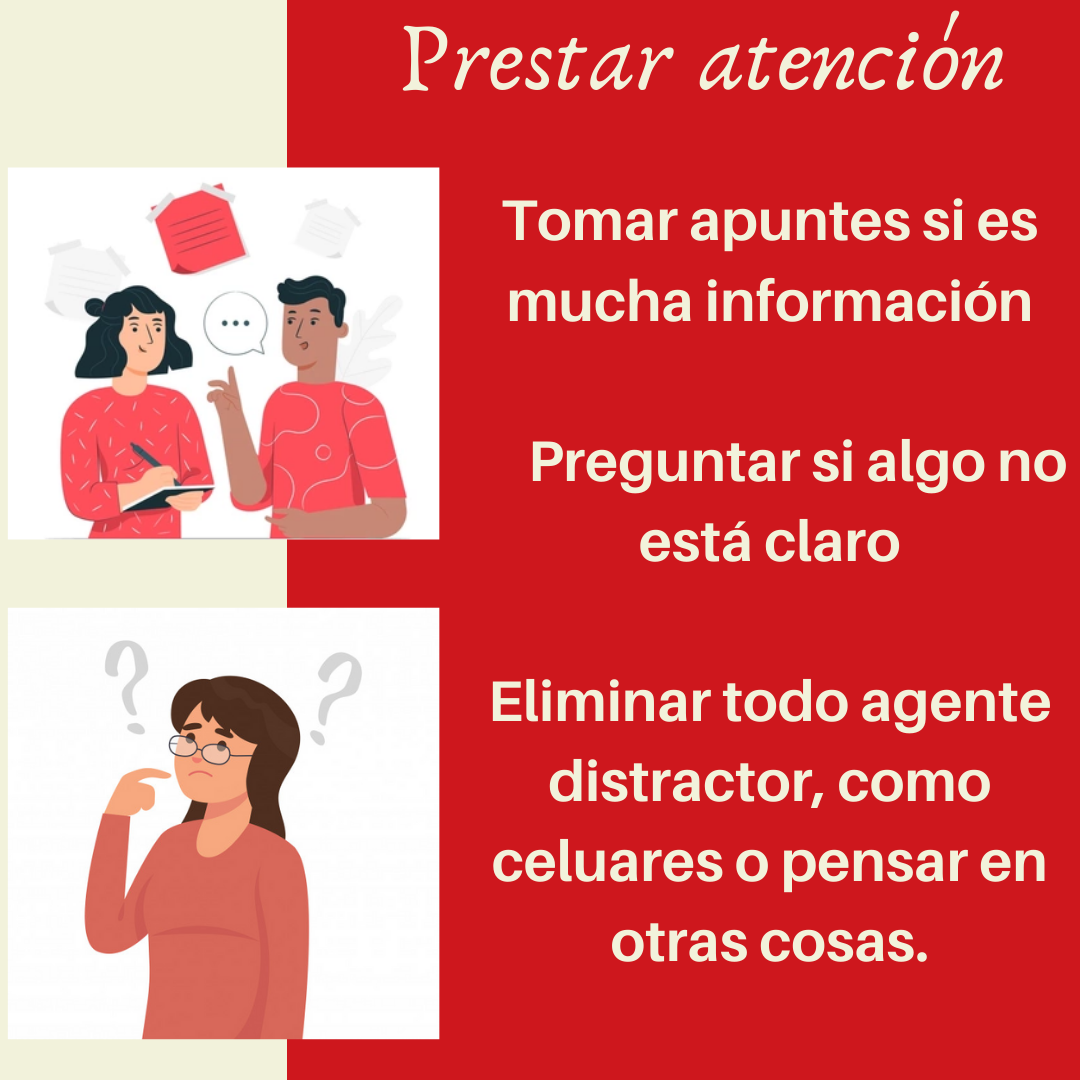 Prestar atención
Tomar apuntes si es
mucha información
Preguntar si algo no
está claro
Eliminar todo agente
distractor, como
celuares o pensar en
otras cosas.